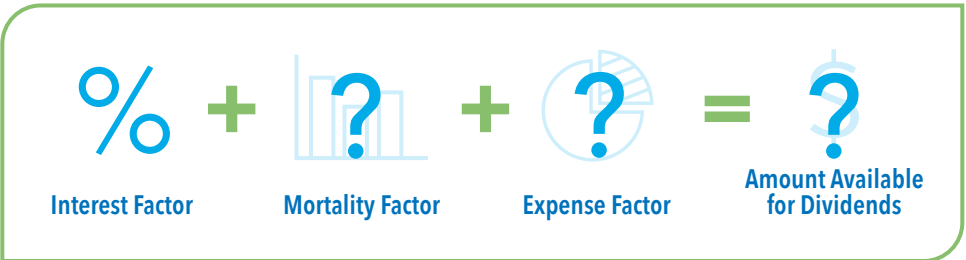 % + ? + ? = ?
Interest Factor
Mortality Factor
Expense Factor
Amount Available
for Dividends